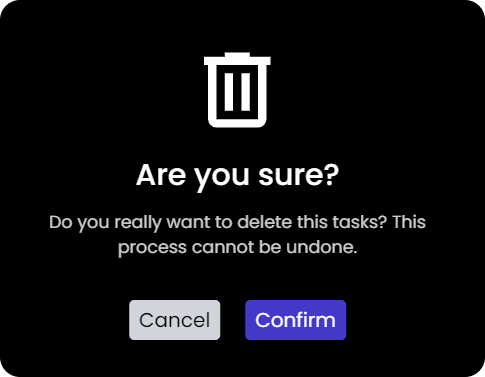 Are you sure?
Do you really want to delete this tasks? This
process cannot be undone.
Cancel
Confirm